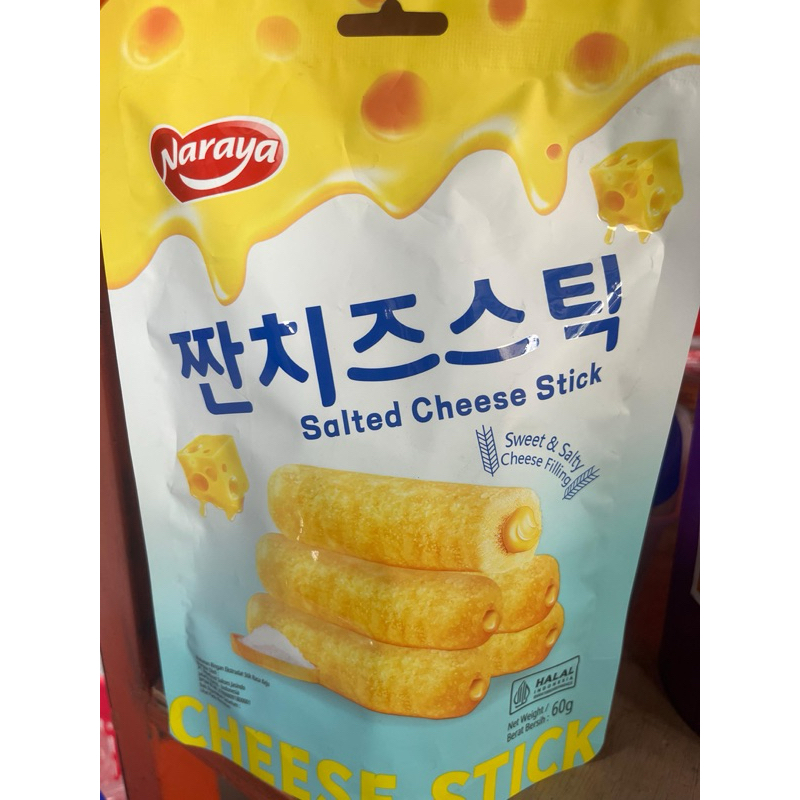 Naraya
짠치즈스틱
Salted Cheese Stick
Sweet & Salty
Cheese Filling
HALAL
INDONESIA
Net Weight /
Berat Bersih : 60g
CHEESE STICK